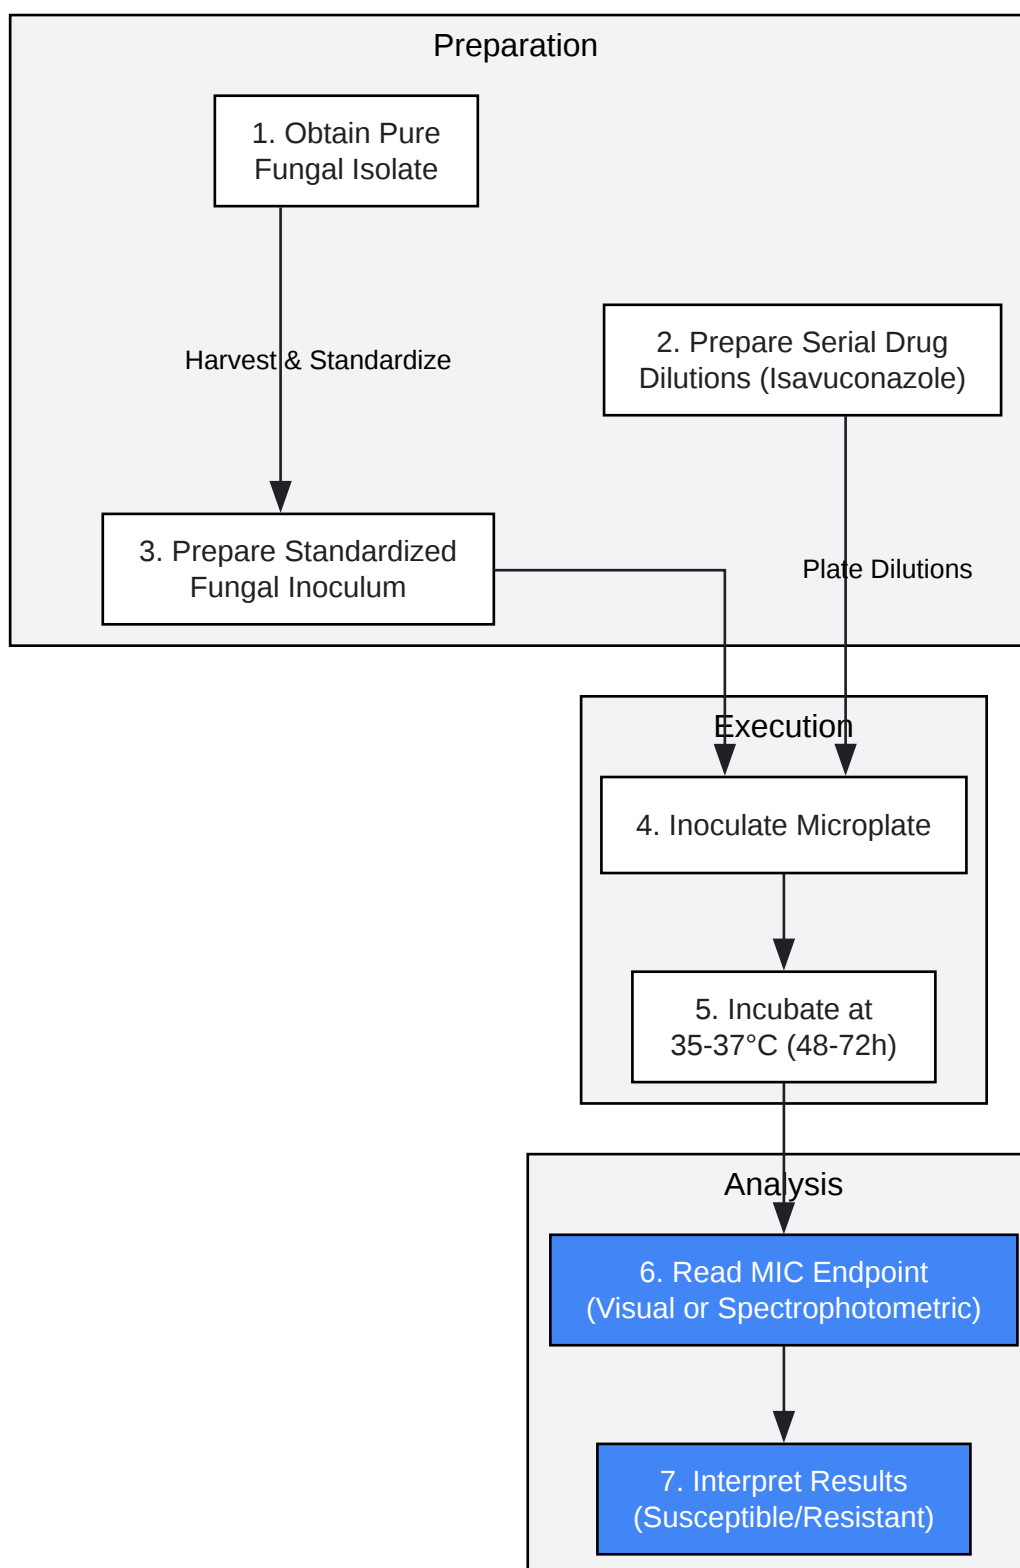 Preparation
1. Obtain Pure
Fungal Isolate
Harvest & Standardize
2. Prepare Serial Drug
Dilutions (Isavuconazole)
3. Prepare Standardized
Fungal Inoculum
Plate Dilutions
Execution
4. Inoculate Microplate
5. Incubate at
35-37°C (48-72h)
Analysis
6. Read MIC Endpoint
(Visual or Spectrophotometric)
7. Interpret Results
(Susceptible/Resistant)